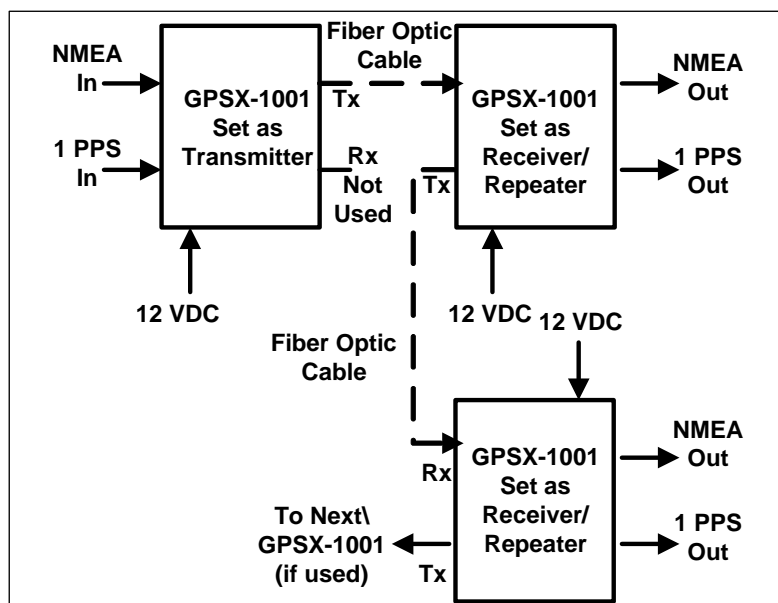 NMEA
In
1 PPS
In
GPSX-1001
Set as
Transmitter
12 VDC
Fiber Optic
Cable
Tx
Rx
Not
Used
Tx
GPSX-1001
Set as
Receiver/
Repeater
NMEA
Out
1 PPS
Out
12 VDC
12 VDC
Fiber Optic
Cable
Rx
GPSX-1001
Set as
Receiver/
Repeater
NMEA
Out
1 PPS
Out
To Next\
GPSX-1001
(if used)
Tx